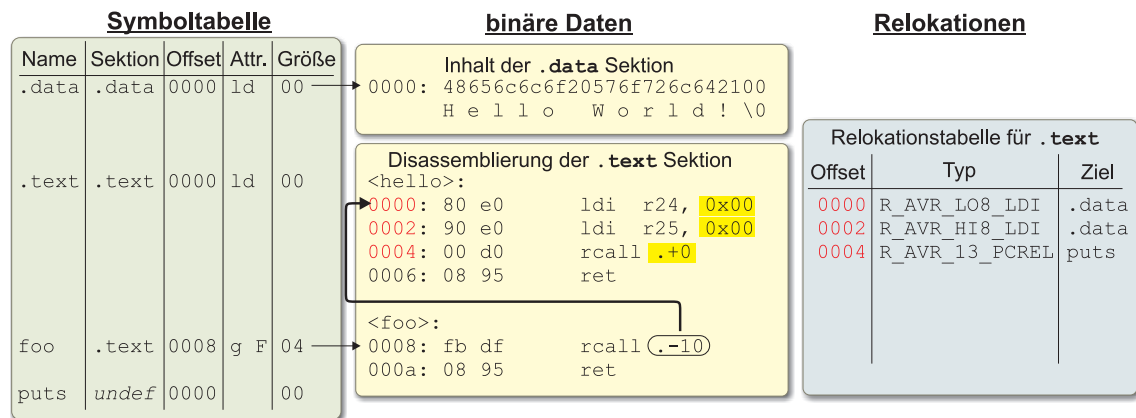 Symboltabelle
Name Sektion Offset Attr. Größe
.data .data 0000 ld 00
.text .text 0000 ld 00
foo .text 0008 g F 04
puts undef 0000 00
binäre Daten
Inhalt der .data Sektion
0000: 48656c6c6f20576f726c642100
H e l l o W o r l d ! \0
Disassemblierung der .text Sektion
<hello>:
0000: 80 e0 ldi r24, 0x00
0002: 90 e0 ldi r25, 0x00
0004: 00 d0 rcall .+0
0006: 08 95 ret
<foo>:
0008: fb df rcall .-10
000a: 08 95 ret
Relokationen
Relokationstabelle für .text
Offset Typ Ziel
0000 R_AVR_LO8_LDI .data
0002 R_AVR_HI8_LDI .data
0004 R_AVR_13_PCREL puts